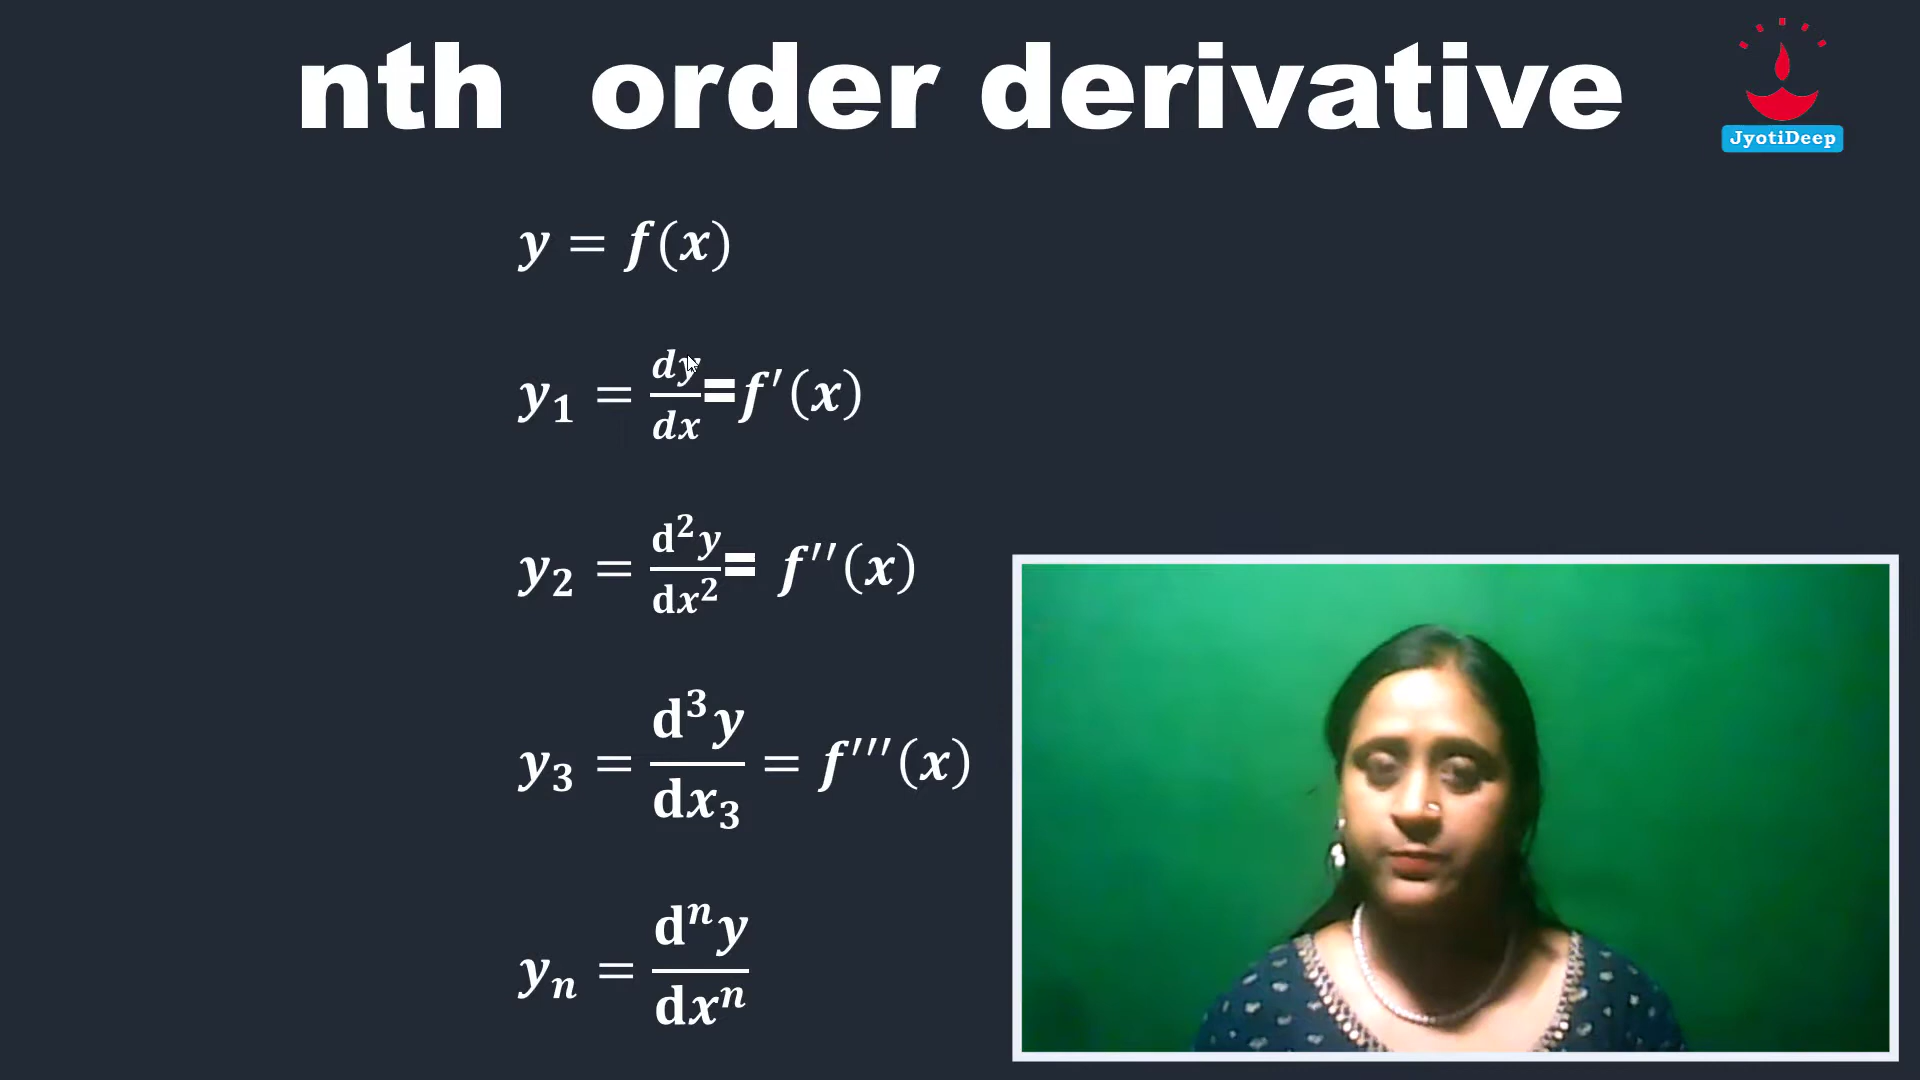 nth order derivative
JyotiDeep
y = f(x)
y₁ = dy/dx = f′(x)
y₂ = d²y/dx² = f′′(x)
y₃ = d³y/dx₃ = f′′′(x)
yₙ = dⁿy/dxⁿ